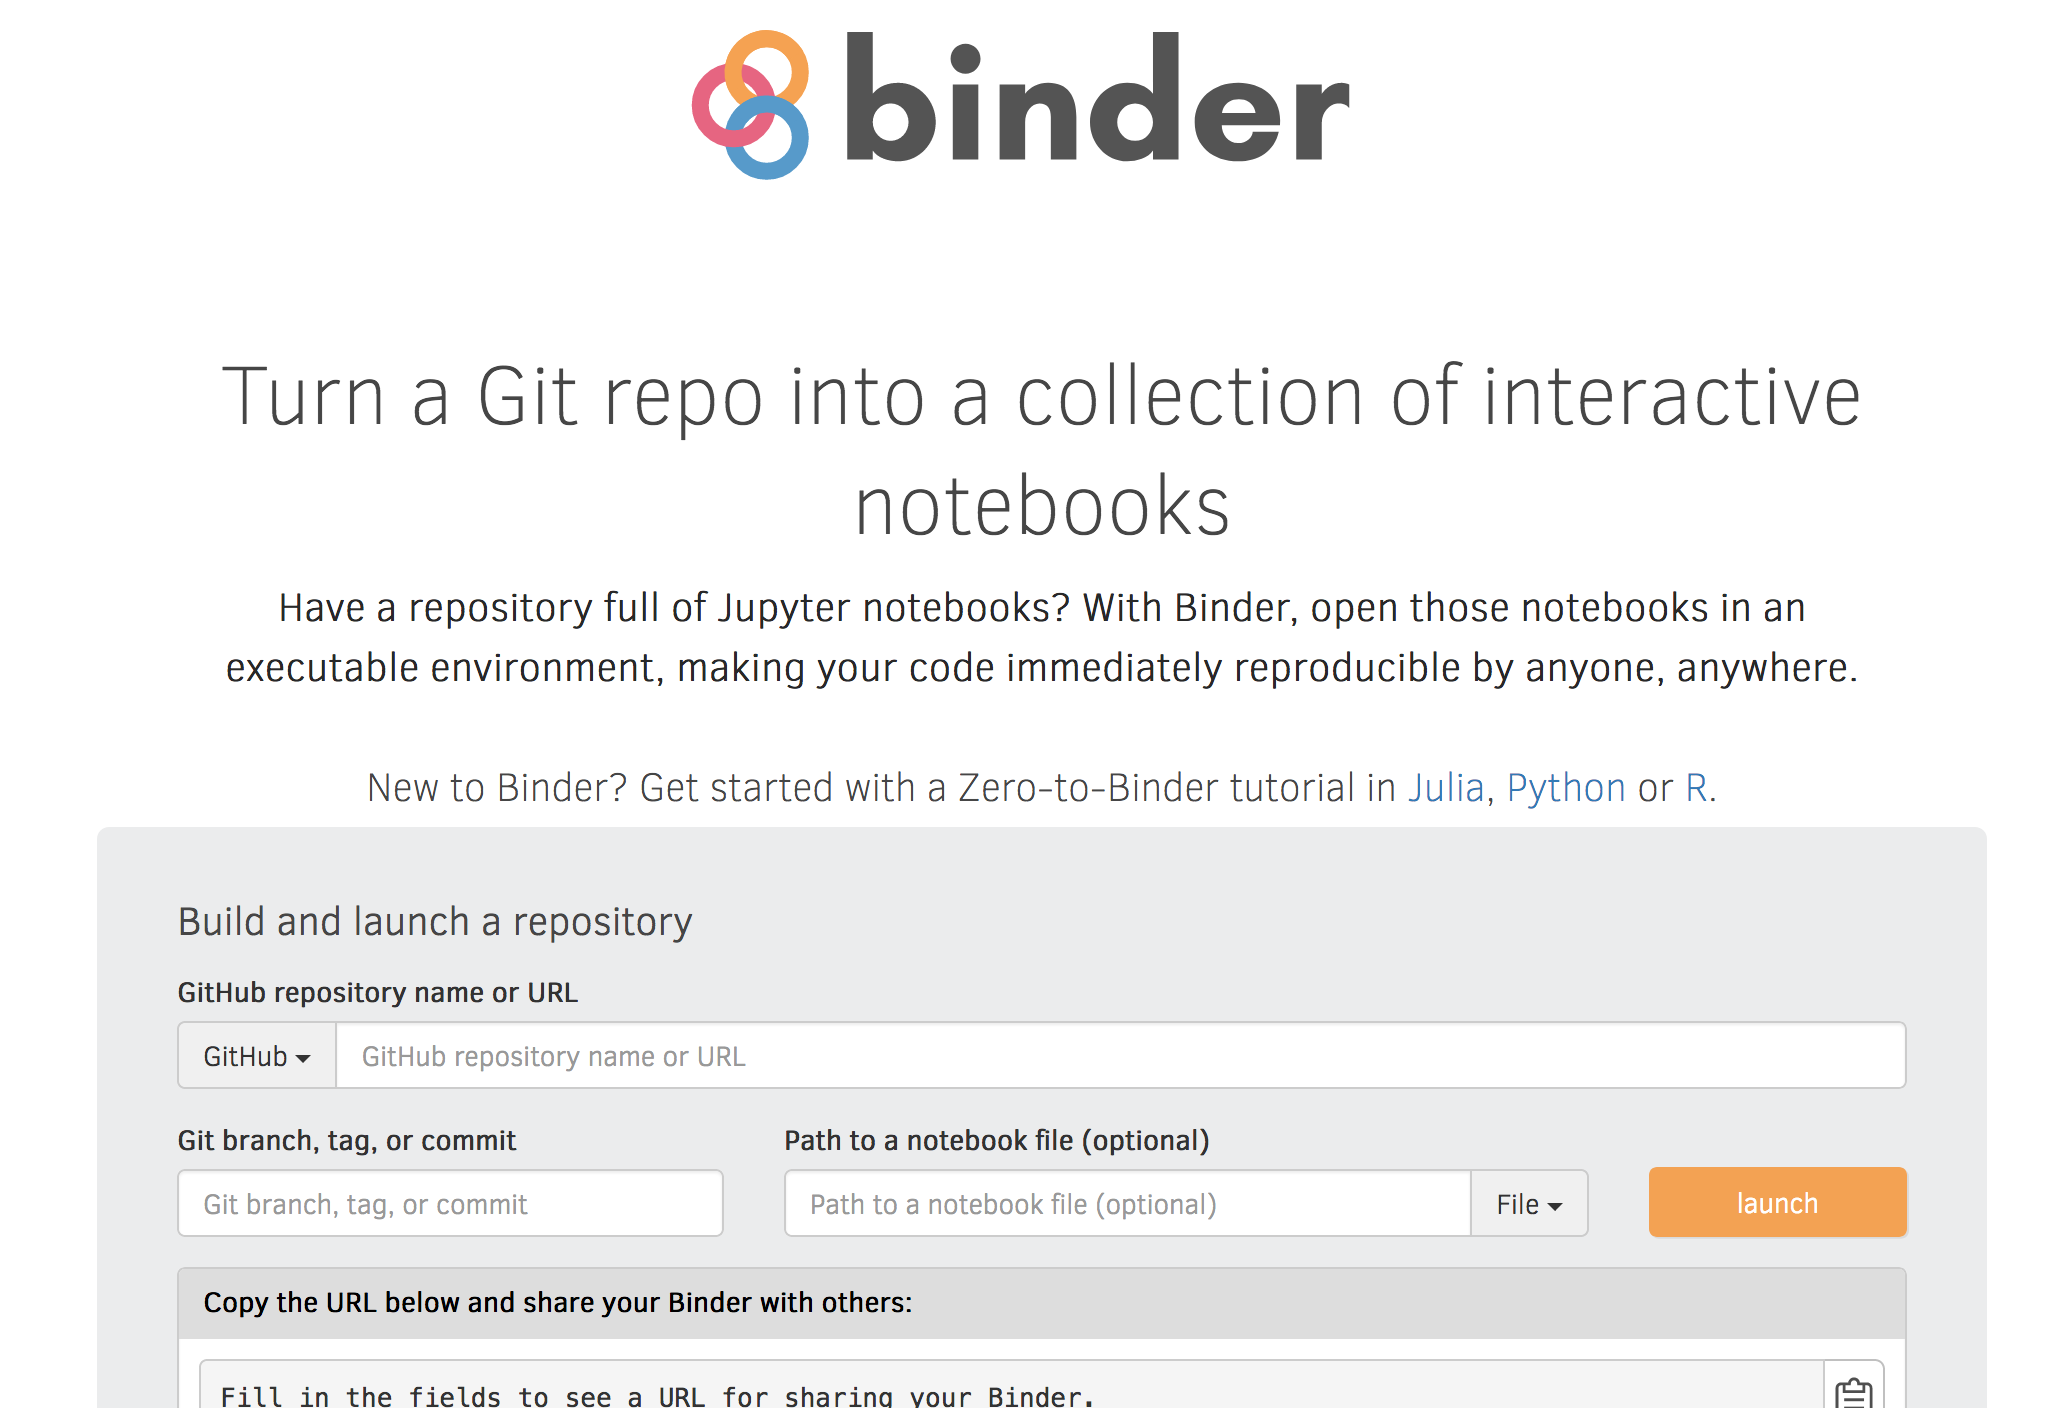 binder
Turn a Git repo into a collection of interactive
notebooks
Have a repository full of Jupyter notebooks? With Binder, open those notebooks in an
executable environment, making your code immediately reproducible by anyone, anywhere.
New to Binder? Get started with a Zero-to-Binder tutorial in Julia, Python or R.
Build and launch a repository
GitHub repository name or URL
GitHub GitHub repository name or URL
Git branch, tag, or commit Path to a notebook file (optional)
Git branch, tag, or commit Path to a notebook file (optional) File launch
Copy the URL below and share your Binder with others:
Fill in the fields to see a URL for sharing your Binder.